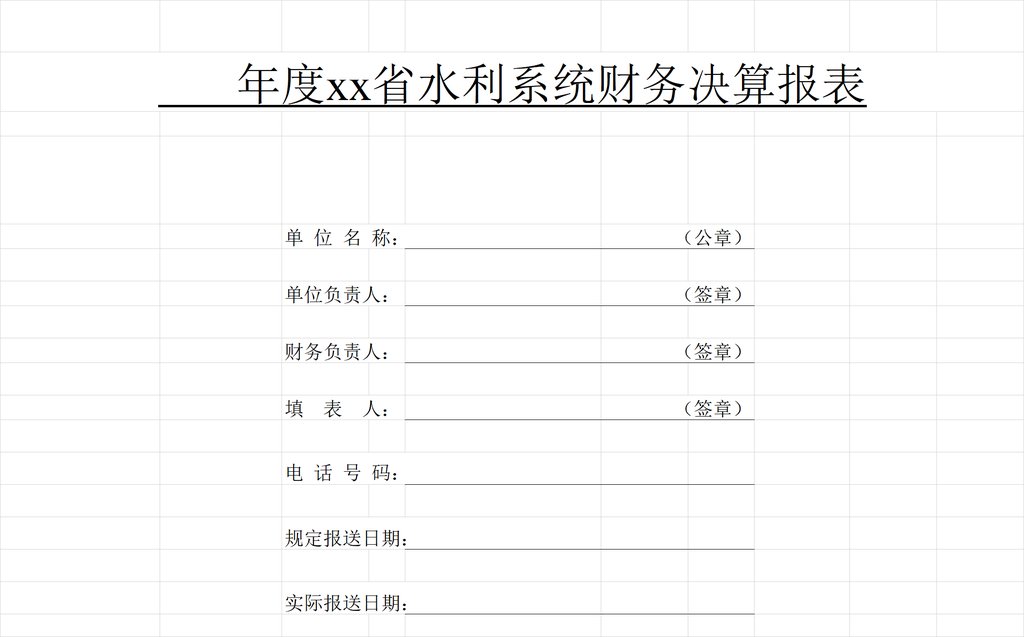 年度xx省水利系统财务决算报表
单 位 名 称： （公章）
单位负责人： （签章）
财务负责人： （签章）
填 表 人： （签章）
电 话 号 码：
规定报送日期：
实际报送日期：